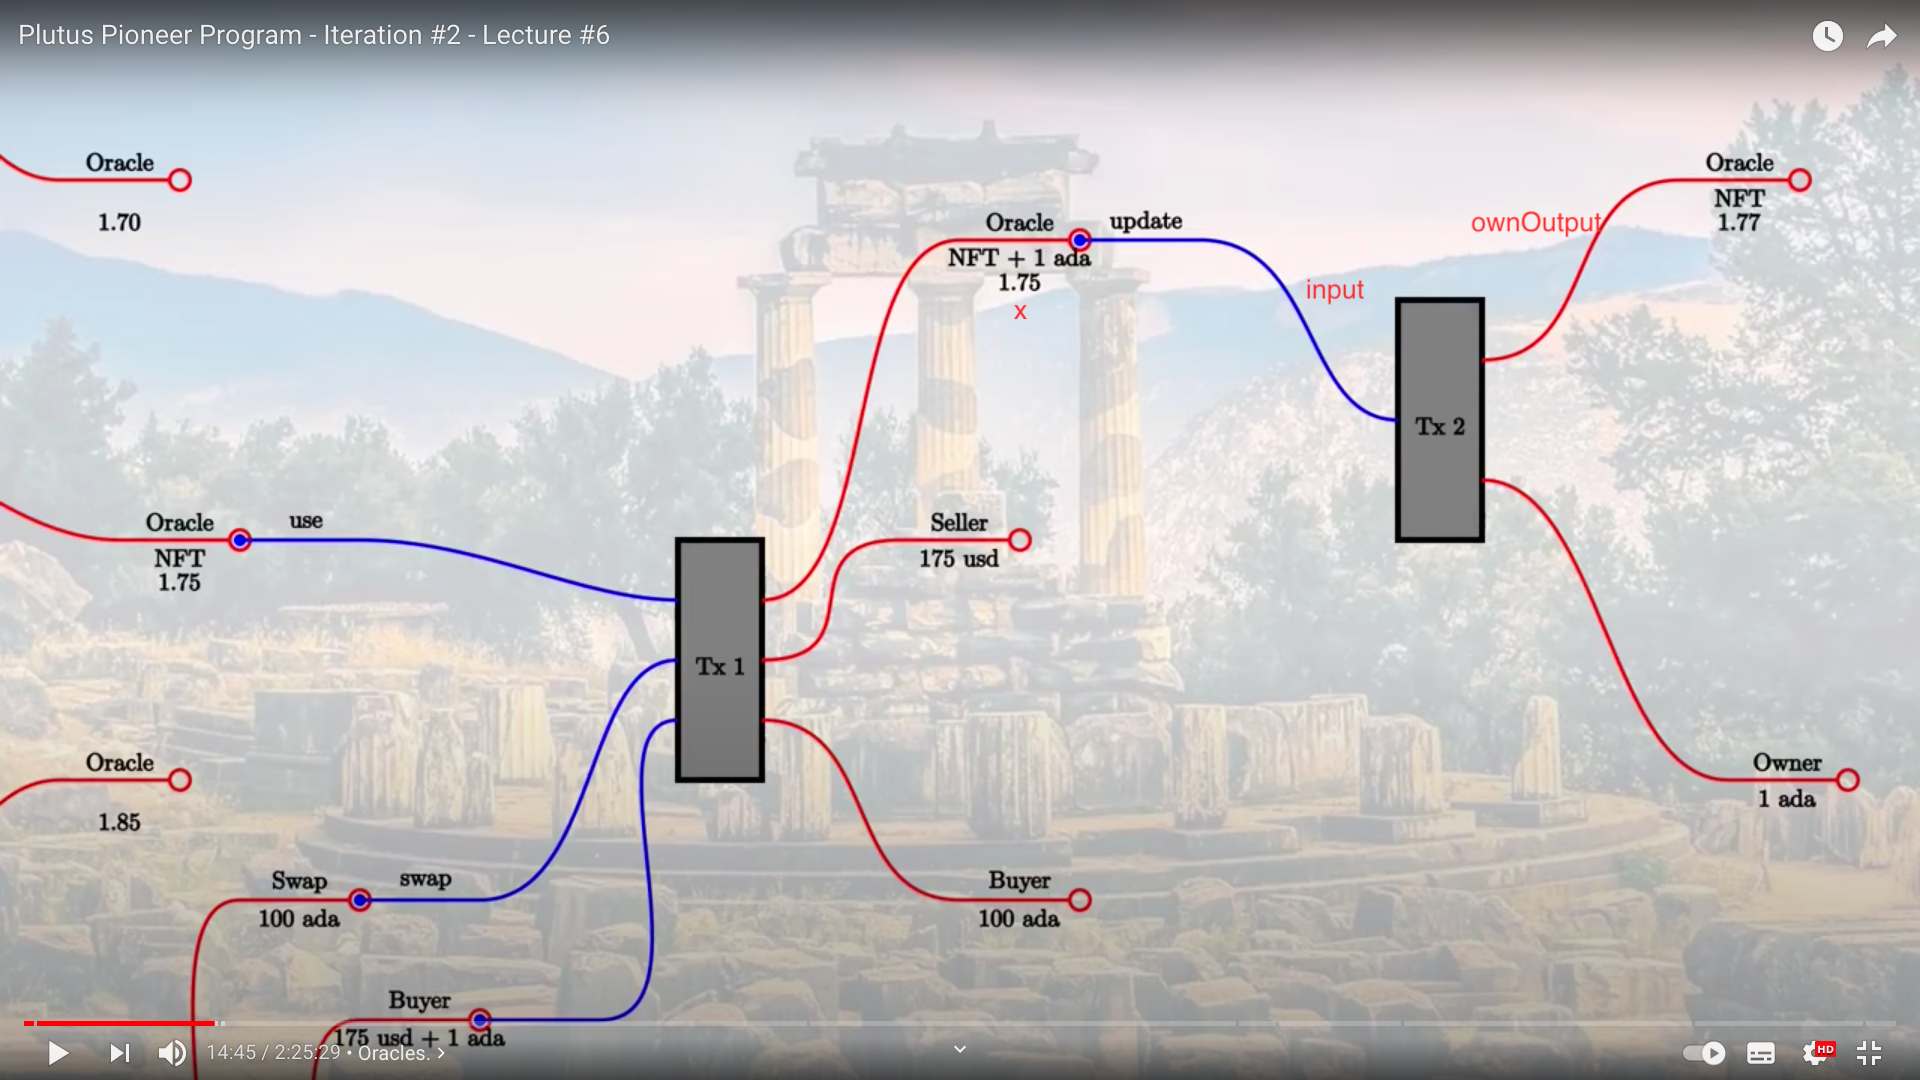 Plutus Pioneer Program - Iteration #2 - Lecture #6
Oracle
1.70
Oracle
NFT + 1 ada
1.75
x
update
input
ownOutput
Oracle
NFT
1.77
Tx 2
Oracle
NFT
1.75
use
Seller
175 usd
Tx 1
Oracle
1.85
Owner
1 ada
Swap
100 ada
swap
Buyer
100 ada
Buyer
175 usd + 1 ada
14:45 / 2:25:29 • Oracles. >
HD